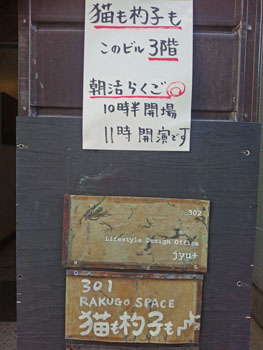 猫も杓子も
このビル3階
朝活らくご
10時半開場
11時開演です
302
Lifestyle Design Office
jyu+
301
RAKUGO SPACE
猫も杓子も